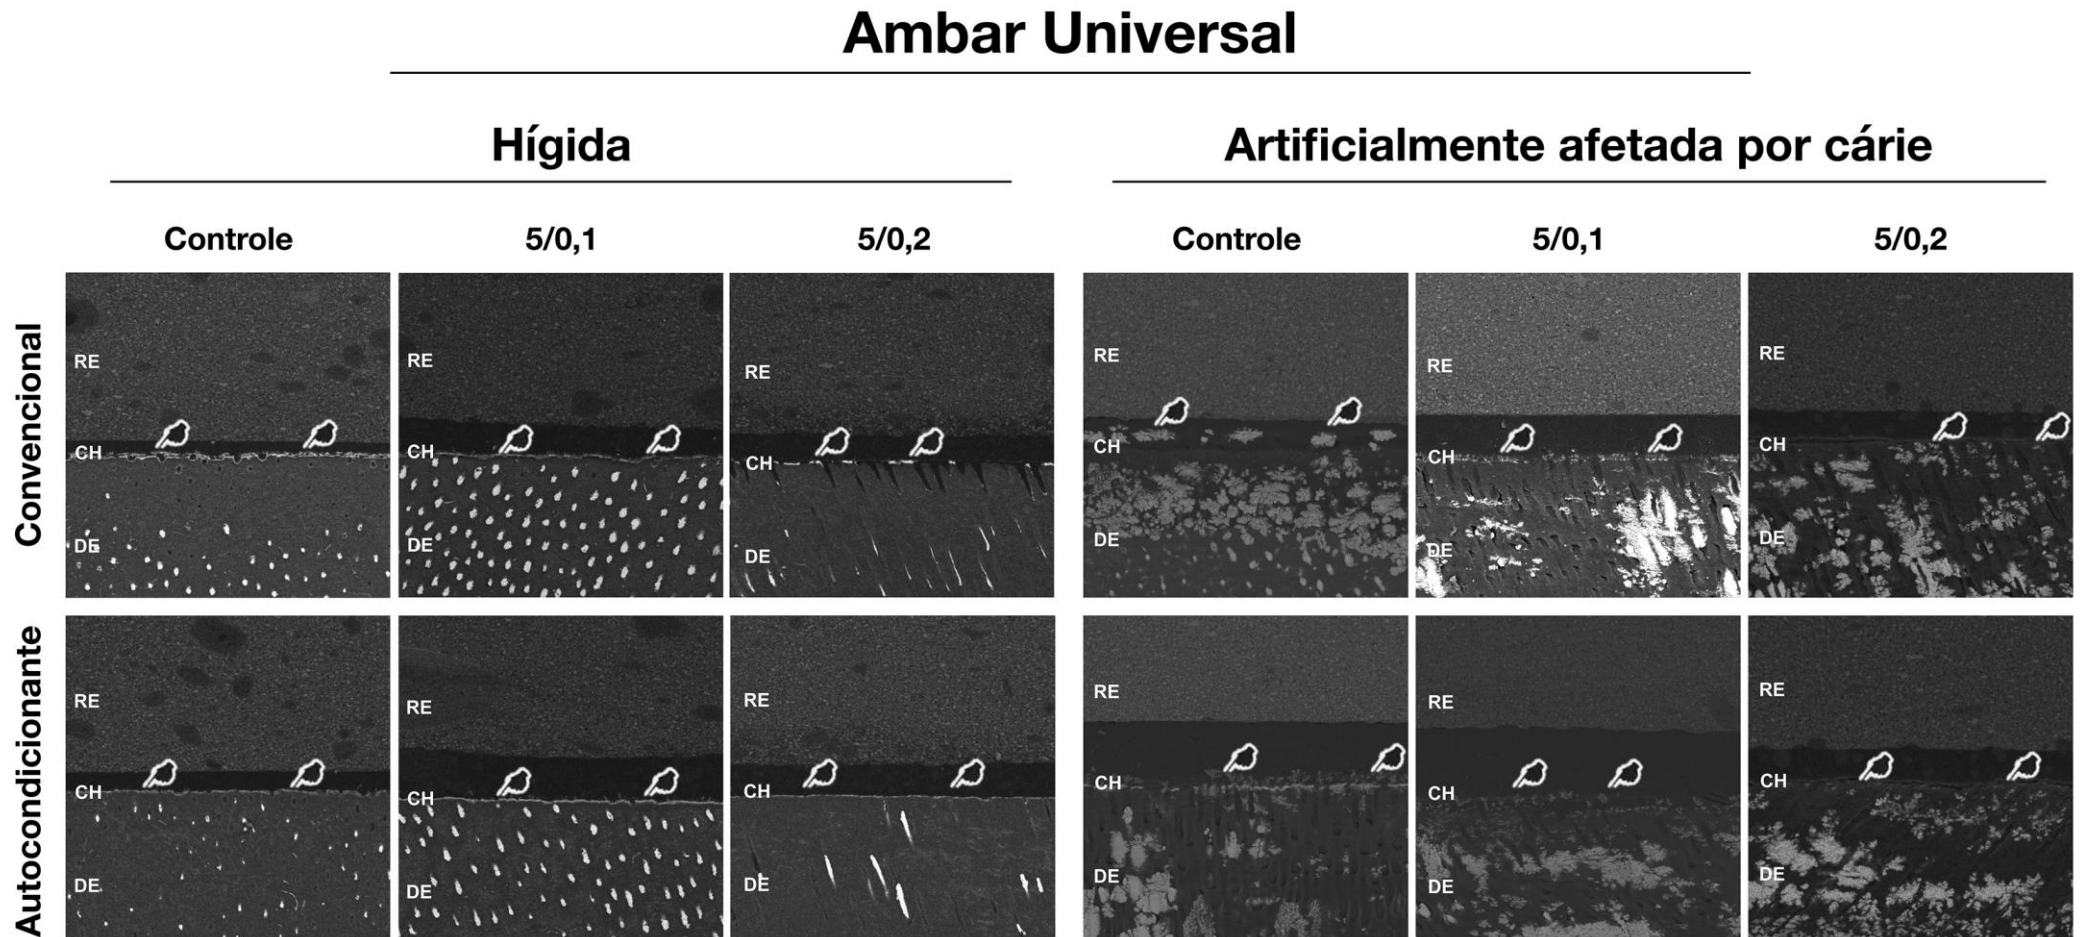 Ambar Universal
Hígida
Artificialmente afetada por cárie
Controle 5/0,1 5/0,2 Controle 5/0,1 5/0,2
Convencional
RE RE RE RE RE RE
CH CH CH CH CH CH
DE DE DE DE DE DE
Autocondicionante
RE RE RE RE RE RE
CH CH CH CH CH CH
DE DE DE DE DE DE